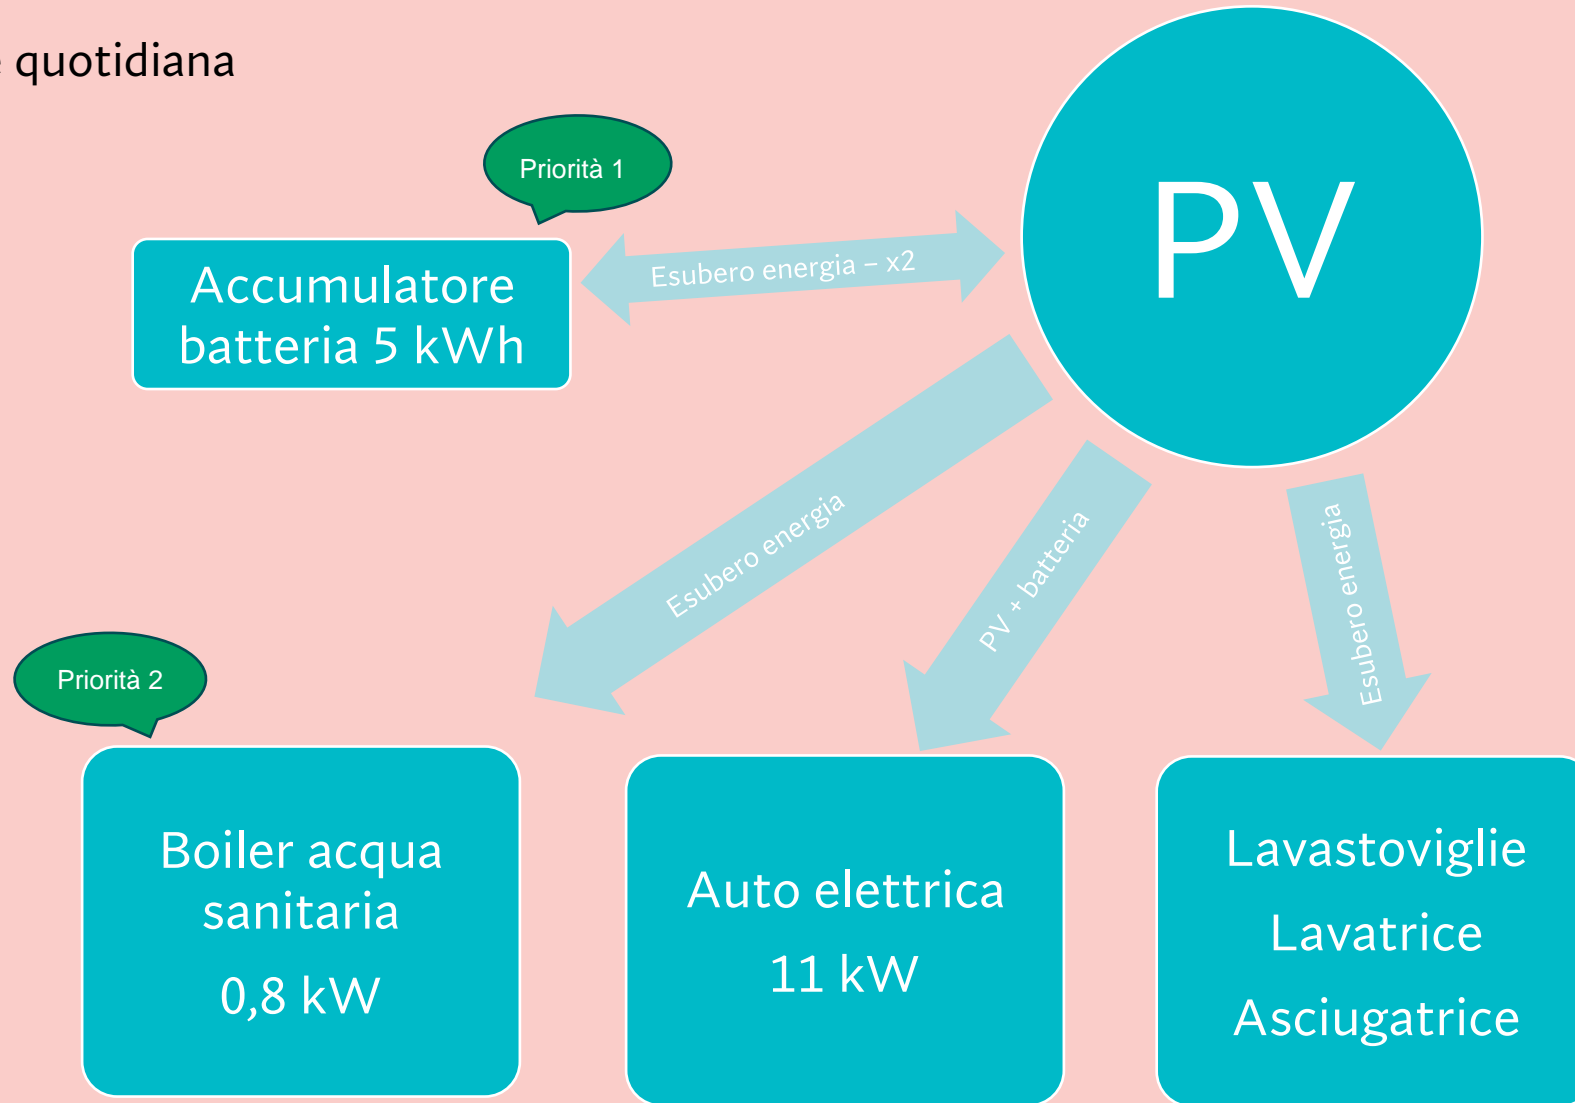 e quotidiana
PV
Priorità 1
Accumulatore
batteria 5 kWh
Esubero energia – x2
Esubero energia
PV + batteria
Esubero energia
Priorità 2
Boiler acqua
sanitaria
0,8 kW
Auto elettrica
11 kW
Lavastoviglie
Lavatrice
Asciugatrice